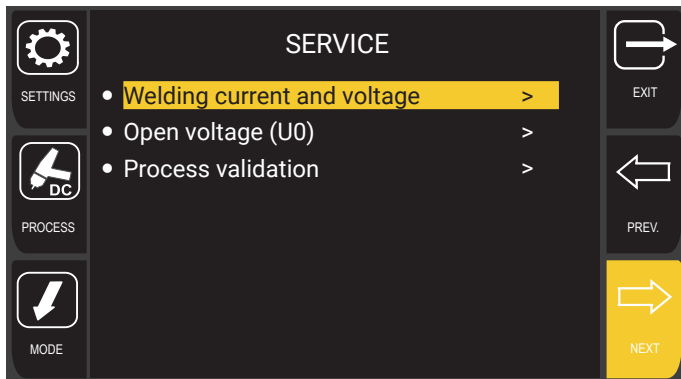 SERVICE
SETTINGS
EXIT
Welding current and voltage >
Open voltage (U0) >
Process validation >
DC
PROCESS
PREV.
MODE
NEXT